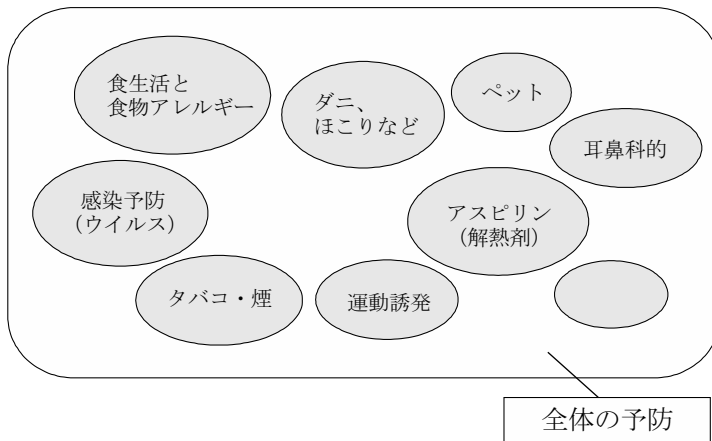 食生活と
食物アレルギー
ダニ、
ほこりなど
ペット
耳鼻科的
感染予防
（ウイルス）
アスピリン
（解熱剤）
タバコ・煙
運動誘発
全体の予防